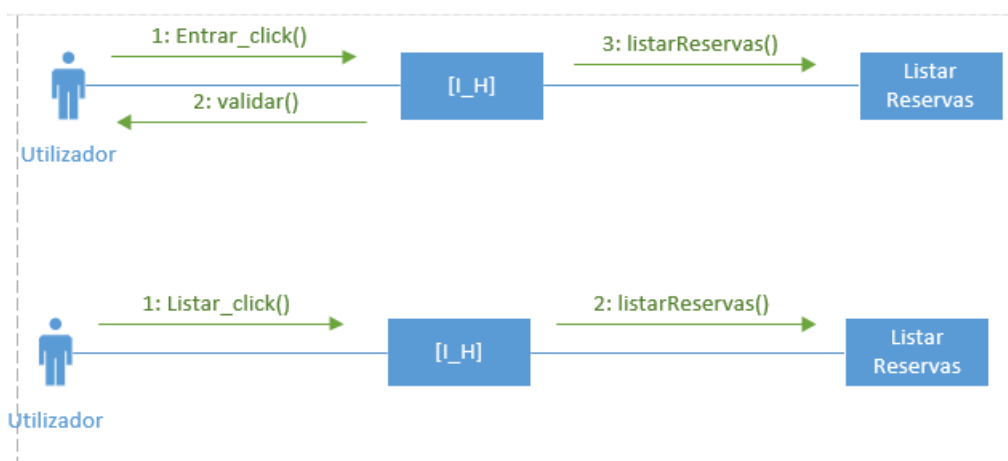 1: Entrar_click()
3: listarReservas()
[I_H]
Listar
Reservas
2: validar()
Utilizador
1: Listar_click()
2: listarReservas()
[I_H]
Listar
Reservas
Utilizador